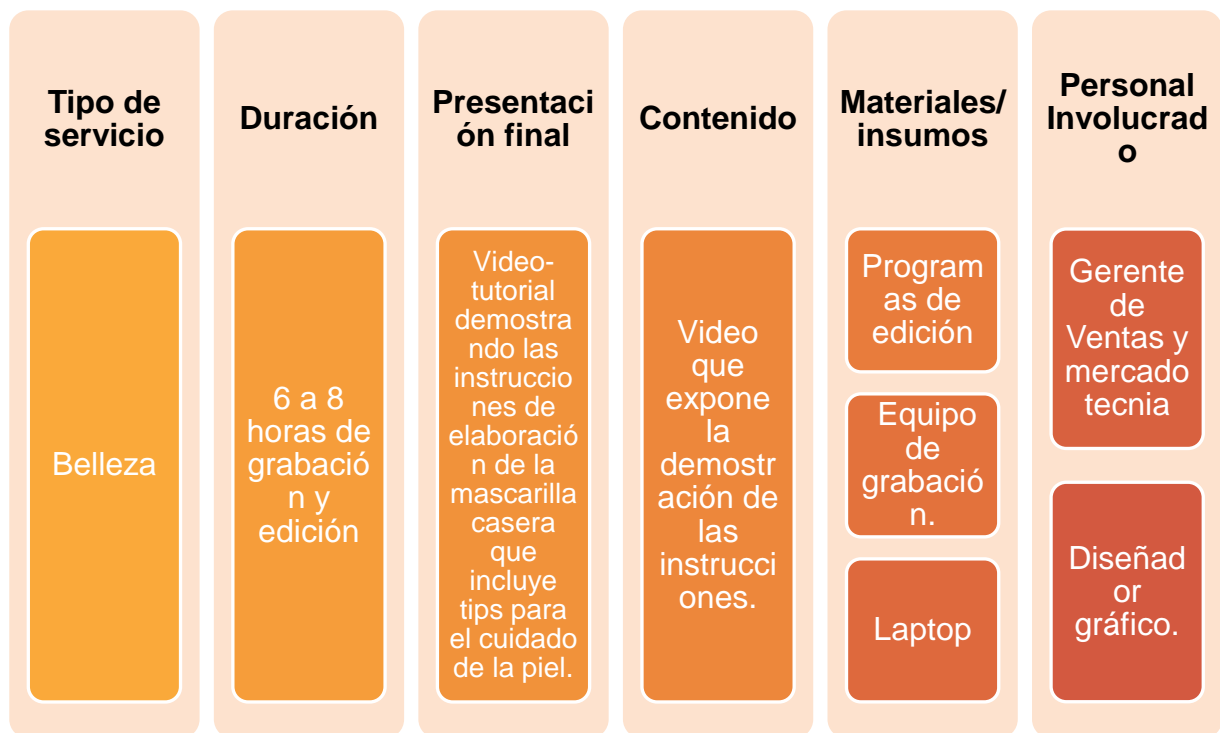 Tipo de
servicio
Duración
Presentaci
ón final
Contenido
Materiales/
insumos
Personal
Involucrad
o
Belleza
6 a 8
horas de
grabació
n y
edición
Video-
tutorial
demostra
ndo las
instruccio
nes de
elaboració
n de la
mascarilla
casera
que
incluye
tips para
el cuidado
de la piel.
Video
que
expone
la
demostr
ación de
las
instrucci
ones.
Program
as de
edición
Equipo
de
grabació
n.
Laptop
Gerente
de
Ventas y
mercado
tecnia
Diseñad
or
gráfico.